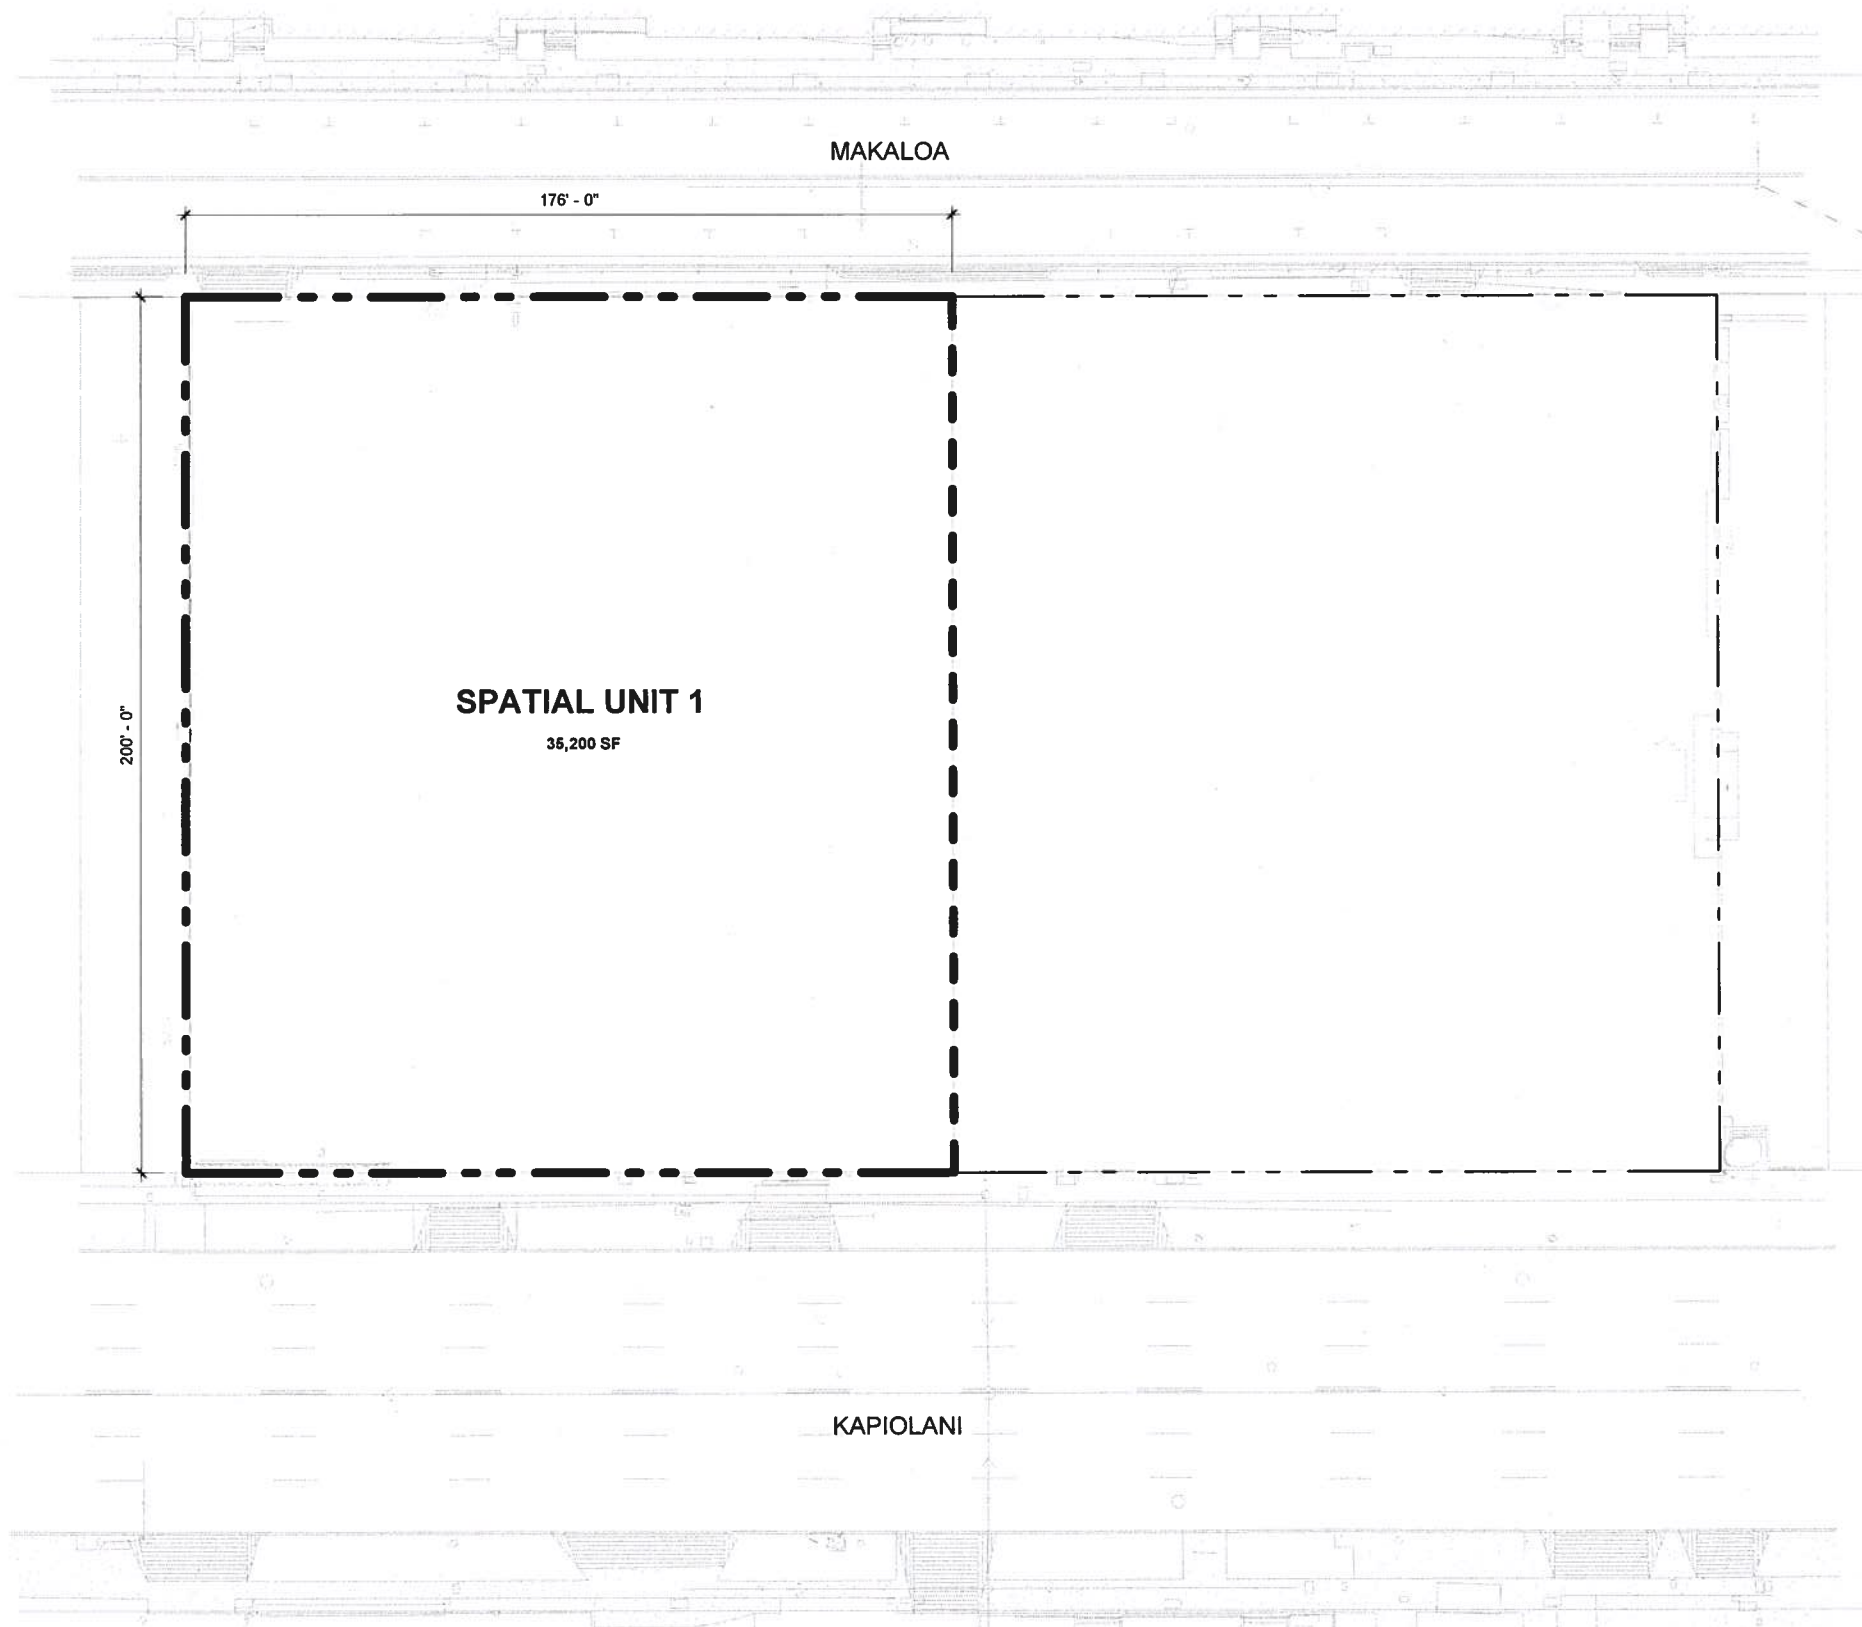 MAKALOA
176' - 0"
SPATIAL UNIT 1
35,200 SF
200' - 0"
KAPIOLANI